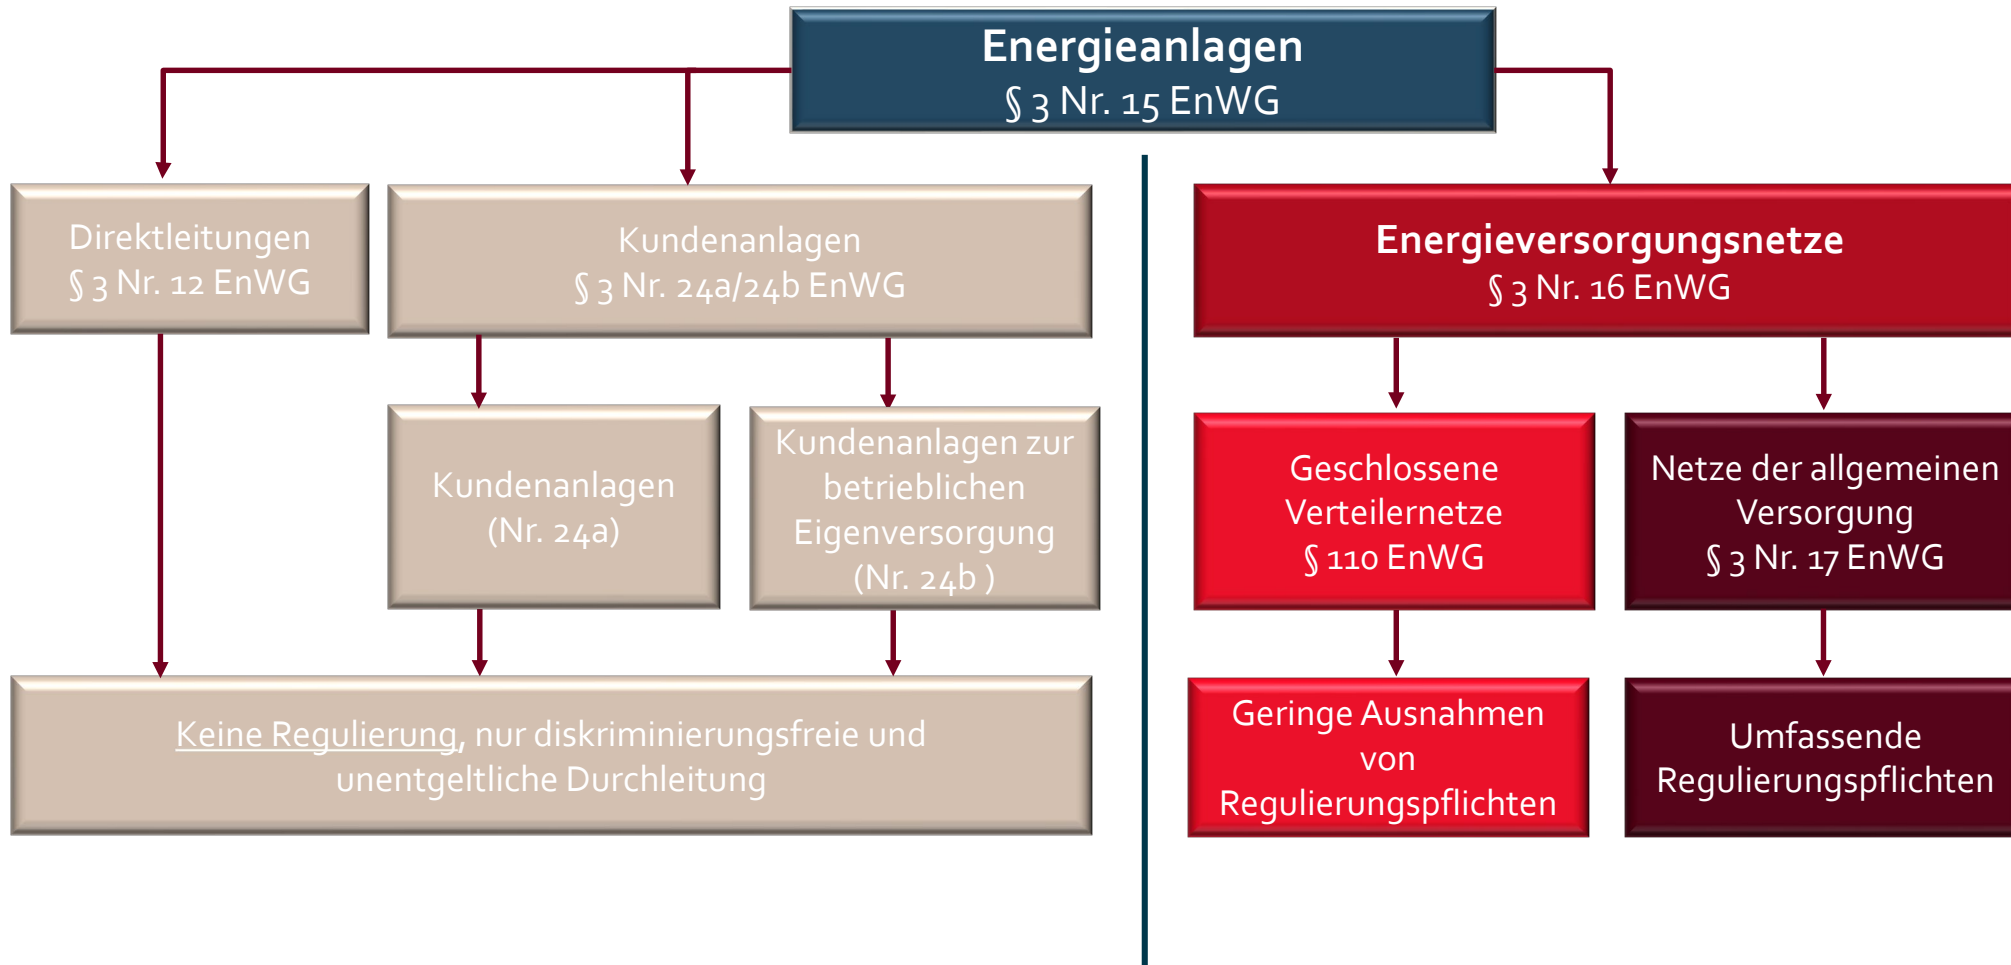 Energieanlagen
§ 3 Nr. 15 EnWG
Direktleitungen
§ 3 Nr. 12 EnWG
Kundenanlagen
§ 3 Nr. 24a/24b EnWG
Energieversorgungsnetze
§ 3 Nr. 16 EnWG
Kundenanlagen
(Nr. 24a)
Kundenanlagen zur
betrieblichen
Eigenversorgung
(Nr. 24b )
Geschlossene
Verteilernetze
§ 110 EnWG
Netze der allgemeinen
Versorgung
§ 3 Nr. 17 EnWG
Keine Regulierung, nur diskriminierungsfreie und
unentgeltliche Durchleitung
Geringe Ausnahmen
von
Regulierungspflichten
Umfassende
Regulierungspflichten